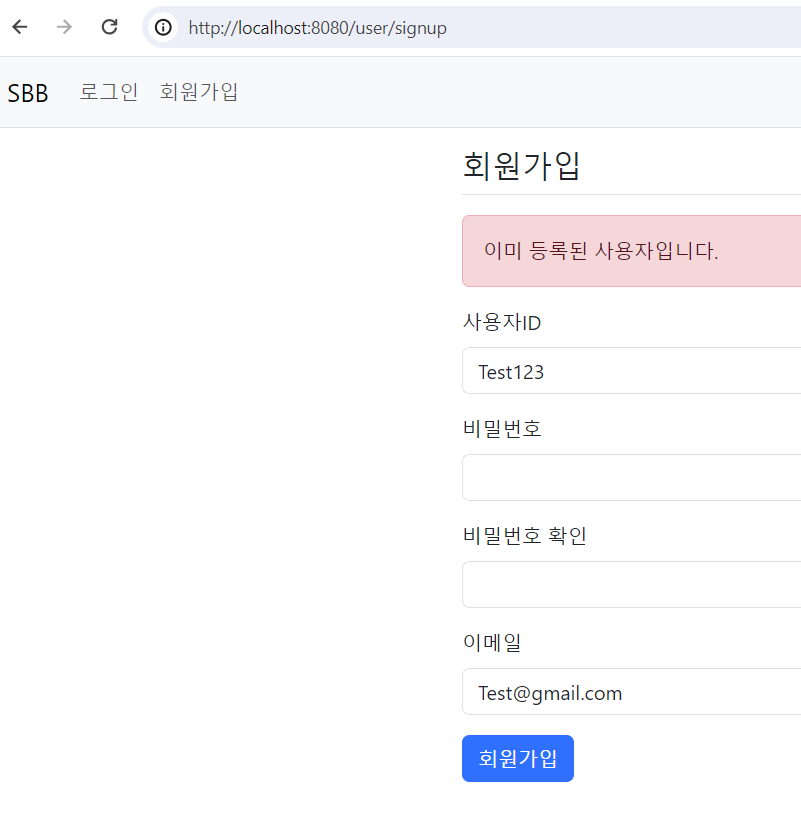 http://localhost:8080/user/signup
SBB 로그인 회원가입
회원가입
이미 등록된 사용자입니다.
사용자ID
Test123
비밀번호
비밀번호 확인
이메일
Test@gmail.com
회원가입